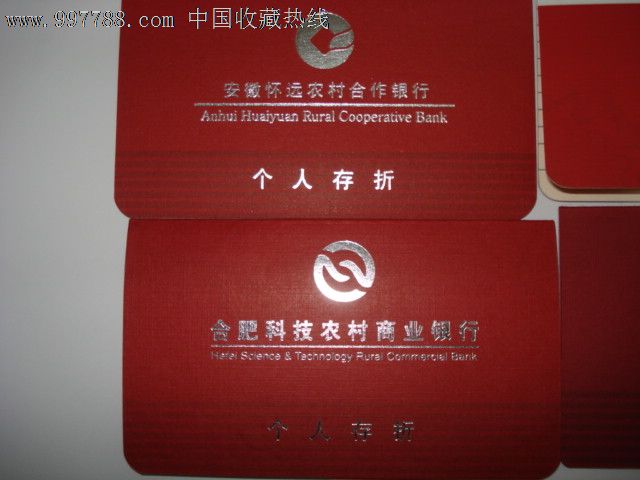 www.997788.com 中国收藏热线
安徽怀远农村合作银行
Anhui Huaiyuan Rural Cooperative Bank
个人存折
合肥科技农村商业银行
Hefei Science & Technology Rural Commercial Bank
个人存折